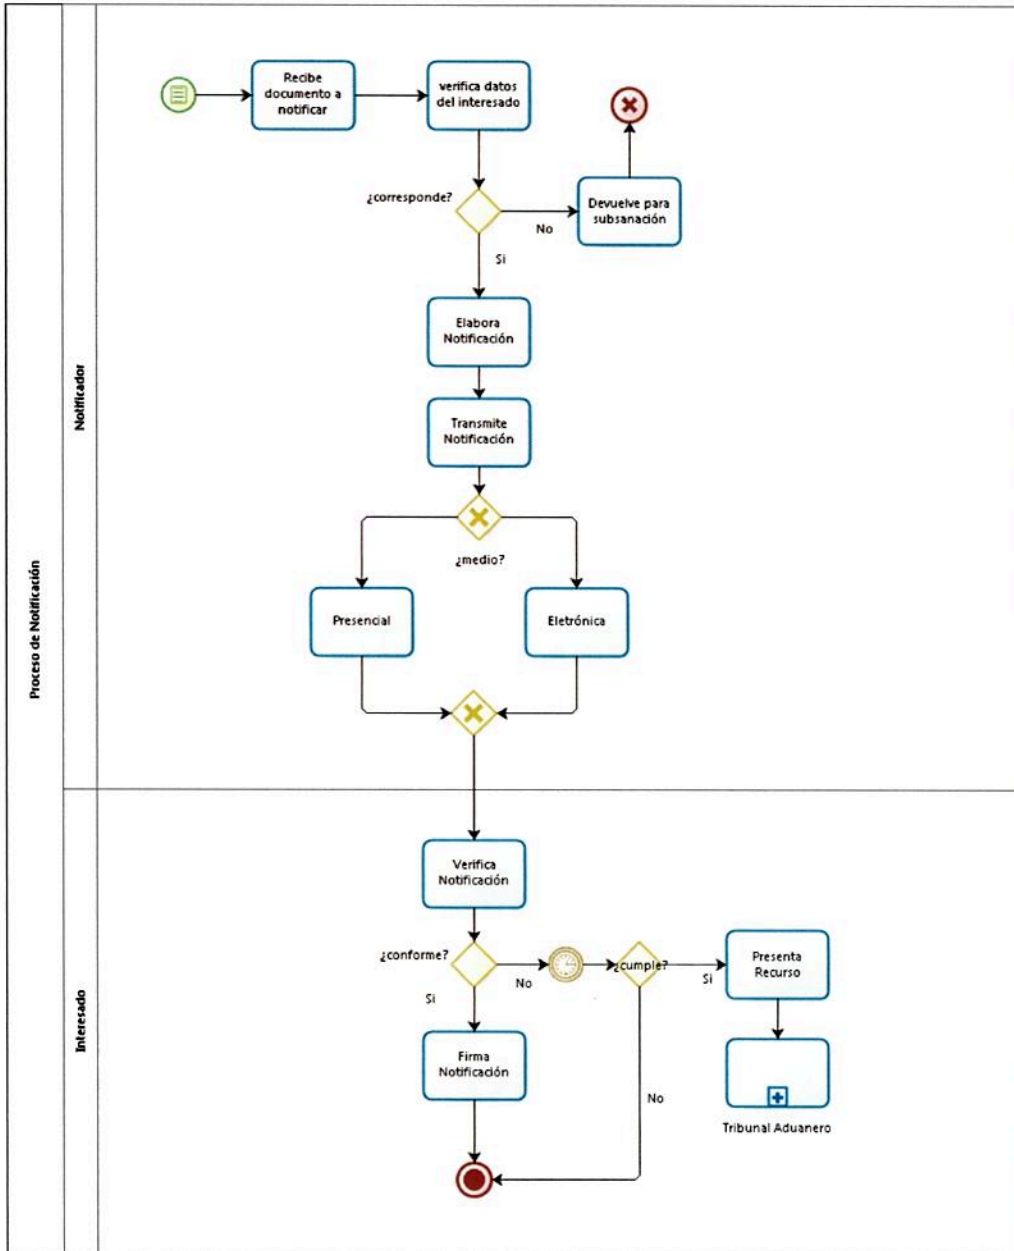 Proceso de Notificación
Notificador
Recibe
documento a
notificar
verifica datos
del interesado
¿corresponde?
No
Devuelve para
subsanación
Si
Elabora
Notificación
Transmite
Notificación
¿medio?
Presencial
Eletrónica
Interesado
Verifica
Notificación
¿conforme?
No
¿cumple?
Si
Presenta
Recurso
Si
Firma
Notificación
No
Tribunal Aduanero